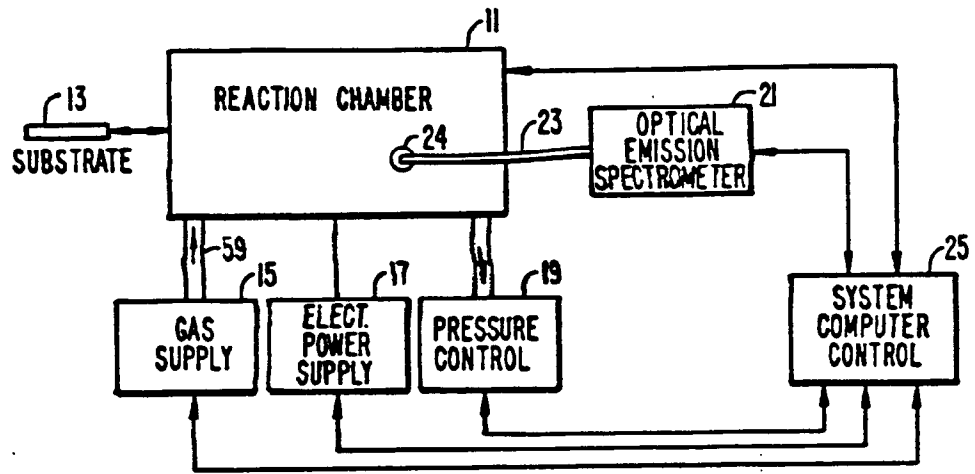 11
REACTION CHAMBER
13
SUBSTRATE
24
23
21
OPTICAL
EMISSION
SPECTROMETER
59
15
GAS
SUPPLY
17
ELECT.
POWER
SUPPLY
19
PRESSURE
CONTROL
25
SYSTEM
COMPUTER
CONTROL